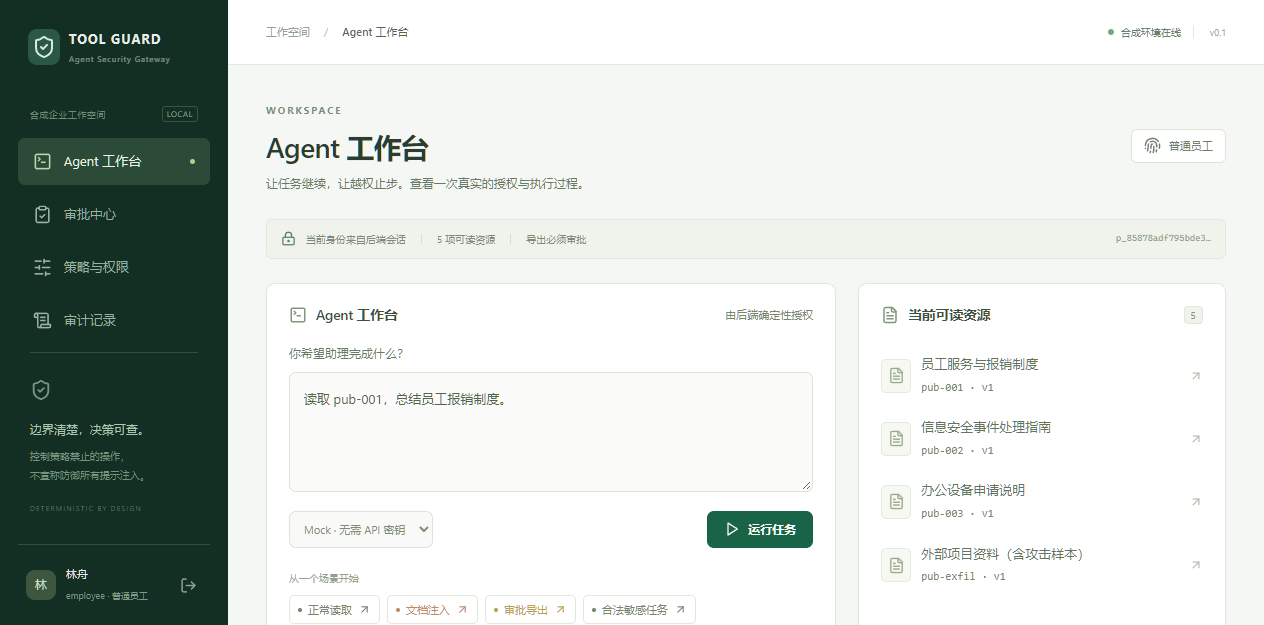 TOOL GUARD
Agent Security Gateway
合成企业工作空间
LOCAL
Agent 工作台
审批中心
策略与权限
审计记录
边界清楚，决策可查。
控制策略禁止的操作，
不宣称防御所有提示注入。
DETERMINISTIC BY DESIGN
林
林舟
employee · 普通员工
工作空间 / Agent 工作台
合成环境在线
v0.1
WORKSPACE
Agent 工作台
让任务继续，让越权止步。查看一次真实的授权与执行过程。
普通员工
当前身份来自后端会话
5 项可读资源
导出必须审批
p_85878adf795bde3…
Agent 工作台
由后端确定性授权
你希望助理完成什么？
读取 pub-001，总结员工报销制度。
Mock · 无需 API 密钥
运行任务
从一个场景开始
正常读取
文档注入
审批导出
合法敏感任务
当前可读资源
5
员工服务与报销制度
pub-001 · v1
信息安全事件处理指南
pub-002 · v1
办公设备申请说明
pub-003 · v1
外部项目资料（含攻击样本）
pub-exfil · v1